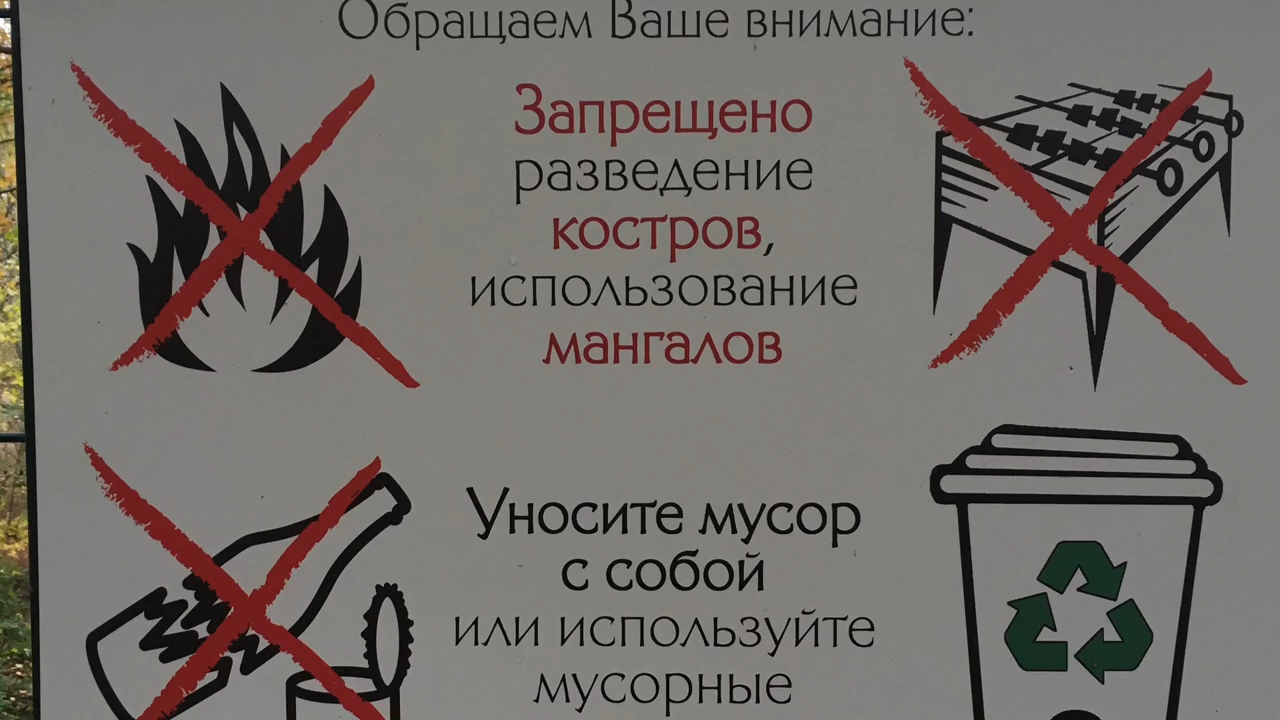 Обращаем Ваше внимание:
Запрещено
разведение
костров,
использование
мангалов
Уносите мусор
с собой
или используйте
мусорные